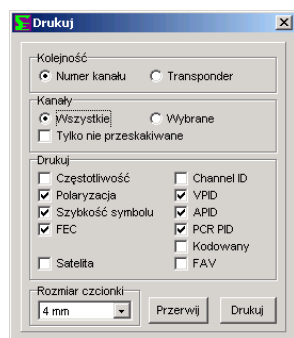 Drukuj
Kolejność
Numer kanału Transponder
Kanały
Wszystkie Wybrane
Tylko nie przeskakiwane
Drukuj
Częstotliwość Channel ID
Polaryzacja VPID
Szybkość symbolu APID
FEC PCR PID
Kodowany
Satelita FAV
Rozmiar czcionki
4 mm Przerwij Drukuj